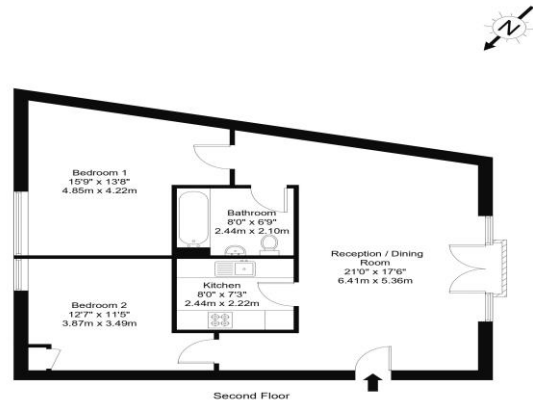 N
Bedroom 1
15'9" x 13'8"
4.85m x 4.22m
Bathroom
8'0" x 6'9"
2.44m x 2.10m
Reception / Dining
Room
21'0" x 17'6"
6.41m x 5.36m
Kitchen
8'0" x 7'3"
2.44m x 2.22m
Bedroom 2
12'7" x 11'5"
3.87m x 3.49m
Second Floor